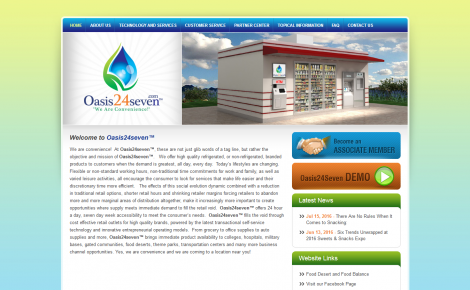 HOME ABOUT US TECHNOLOGY AND SERVICES CUSTOMER SERVICE PARTNER CENTER TOPICAL INFORMATION FAQ CONTACT US
Oasis24seven™
.com
"We Are Convenience!"
Welcome to Oasis24seven™
We are convenience! At Oasis24seven™, these are not just glib words of a tag line, but rather the
objective and mission of Oasis24seven™. We offer high quality refrigerated, or non-refrigerated, branded
products to customers when the demand is greatest, all day, every day. Today's lifestyles are changing.
Flexible or non-standard working hours, non-traditional time commitments for work and family, as well as
varied leisure activities, all encourage the consumer to look for services that make life easier and their
discretionary time more efficient. The effects of this social evolution dynamic combined with a reduction
in traditional retail options, shorter retail hours and shrinking retailer margins forcing retailers to abandon
more and more marginal areas of distribution altogether, make it increasingly more important to create
opportunities where supply meets immediate demand to fill the retail void. Oasis24seven™ offers 24 hour
a day, seven day week accessibility to meet the consumer's needs. Oasis24seven™ fills the void through
cost effective retail outlets for high quality brands, powered by the latest transactional self-service
technology and innovative entrepreneurial operating models. From grocery to office supplies to auto
supplies and more, Oasis24seven™ brings immediate product availability to colleges, hospitals, military
bases, gated communities, food deserts, theme parks, transportation centers and many more business
channel opportunities. Yes, we are convenience and we are coming to a location near you!
Become an
ASSOCIATE MEMBER
Oasis24Seven DEMO
Latest News
Jul 15, 2016 - There Are No Rules When It
Comes to Snacking
Jun 13, 2016 - Six Trends Unwrapped at
2016 Sweets & Snacks Expo
Website Links
Food Desert and Food Balance
Visit our Facebook Page